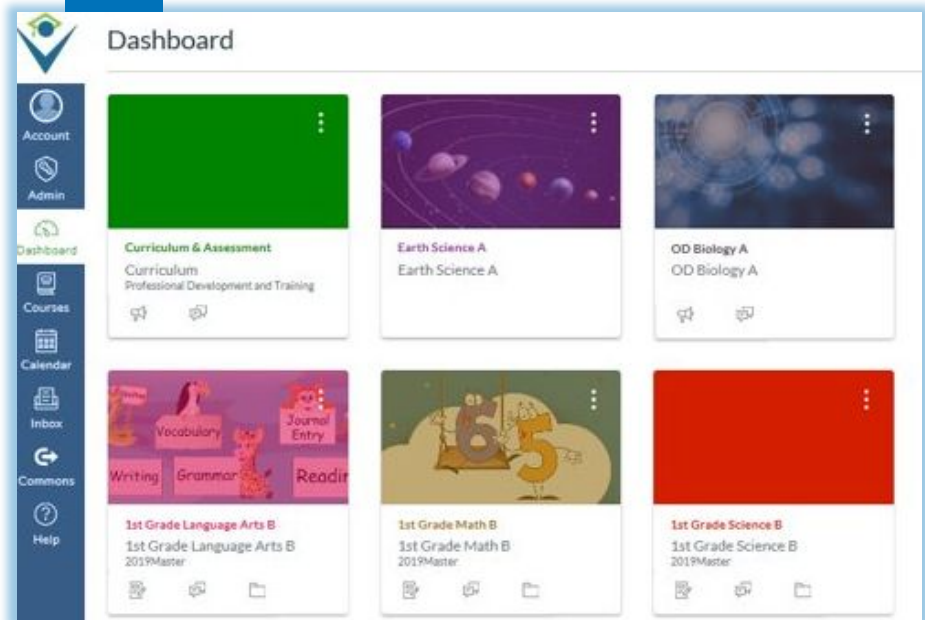 Dashboard
Account
Admin
Dashboard
Courses
Calendar
Inbox
Commons
Help
Curriculum & Assessment
Curriculum
Professional Development and Training
Earth Science A
Earth Science A
OD Biology A
OD Biology A
Vocabulary
Journal
Entry
Writing
Grammar
Readin
1st Grade Language Arts B
1st Grade Language Arts B
2019Master
6
5
1st Grade Math B
1st Grade Math B
2019Master
1st Grade Science B
1st Grade Science B
2019Master